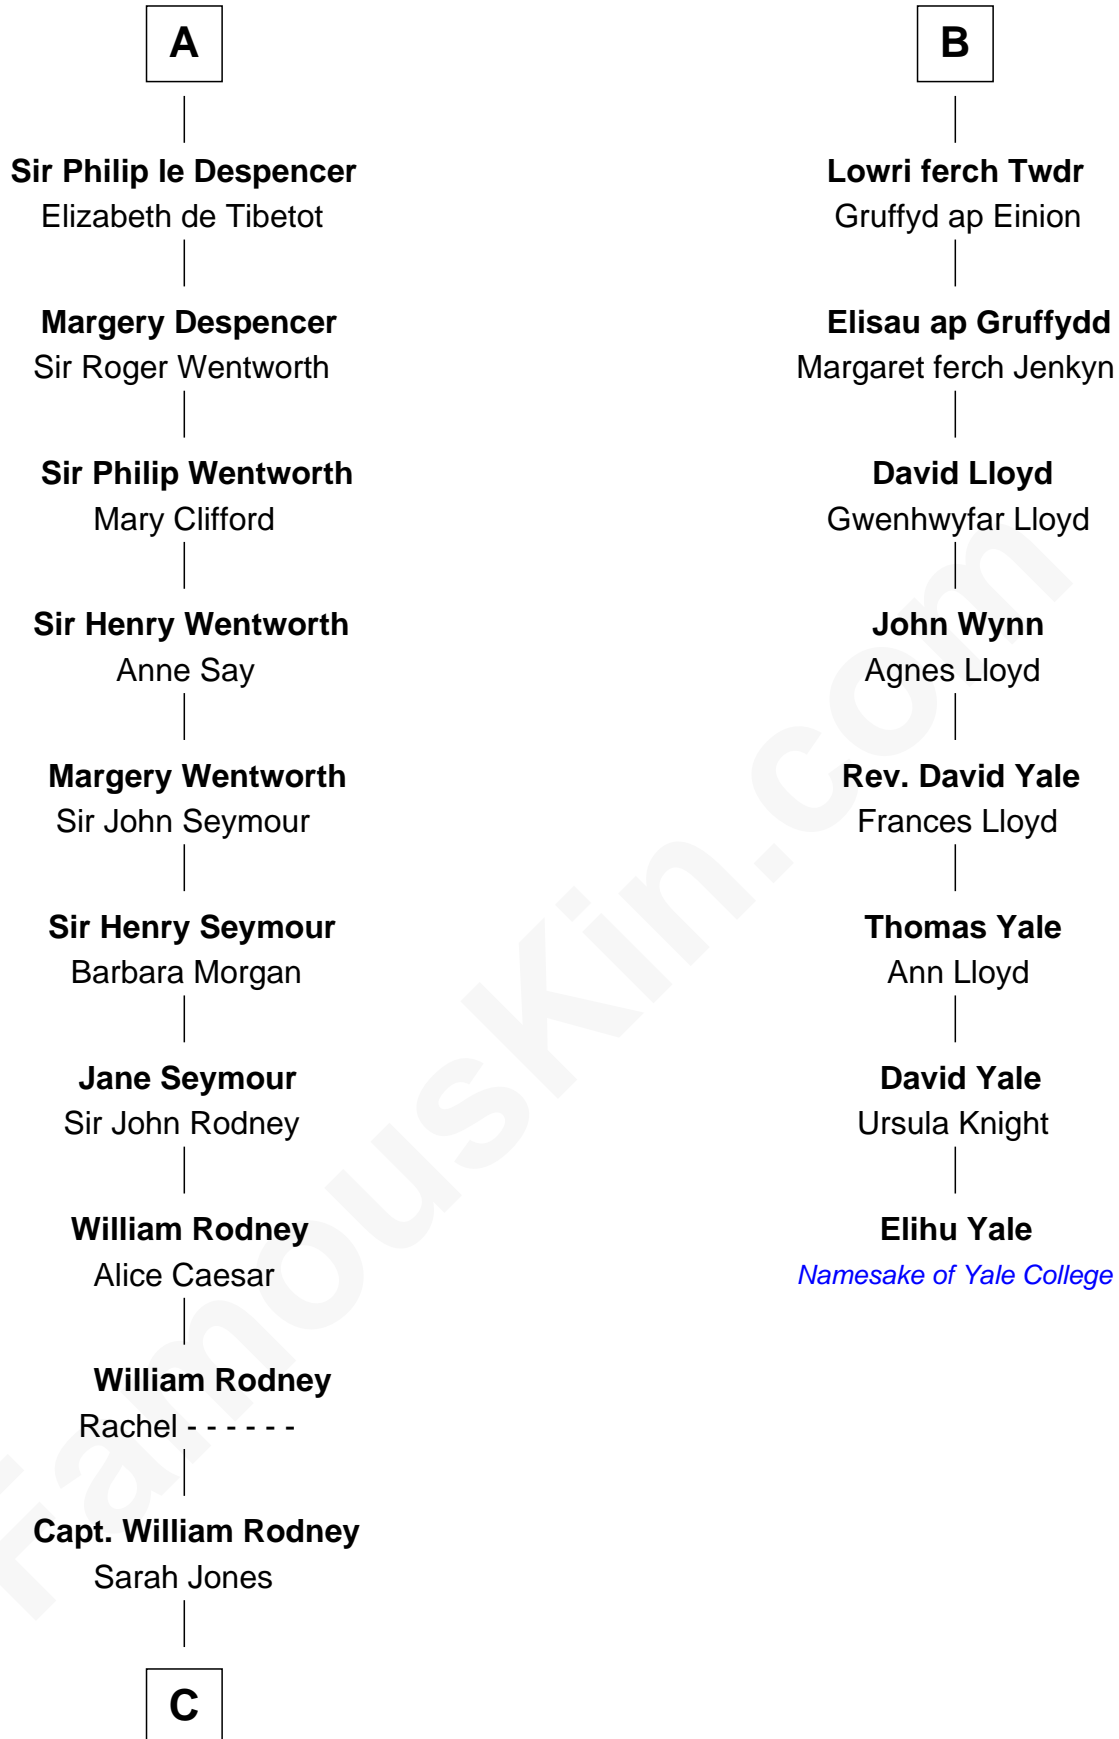 A
Sir Philip le Despencer
Elizabeth de Tibetot
Margery Despencer
Sir Roger Wentworth
Sir Philip Wentworth
Mary Clifford
Sir Henry Wentworth
Anne Say
Margery Wentworth
Sir John Seymour
Sir Henry Seymour
Barbara Morgan
Jane Seymour
Sir John Rodney
William Rodney
Alice Caesar
William Rodney
Rachel - - - - - -
Capt. William Rodney
Sarah Jones
C
B
Lowri ferch Twdr
Gruffyd ap Einion
Elisau ap Gruffydd
Margaret ferch Jenkyn
David Lloyd
Gwenhwyfar Lloyd
John Wynn
Agnes Lloyd
Rev. David Yale
Frances Lloyd
Thomas Yale
Ann Lloyd
David Yale
Ursula Knight
Elihu Yale
Namesake of Yale College
FamousKin.com